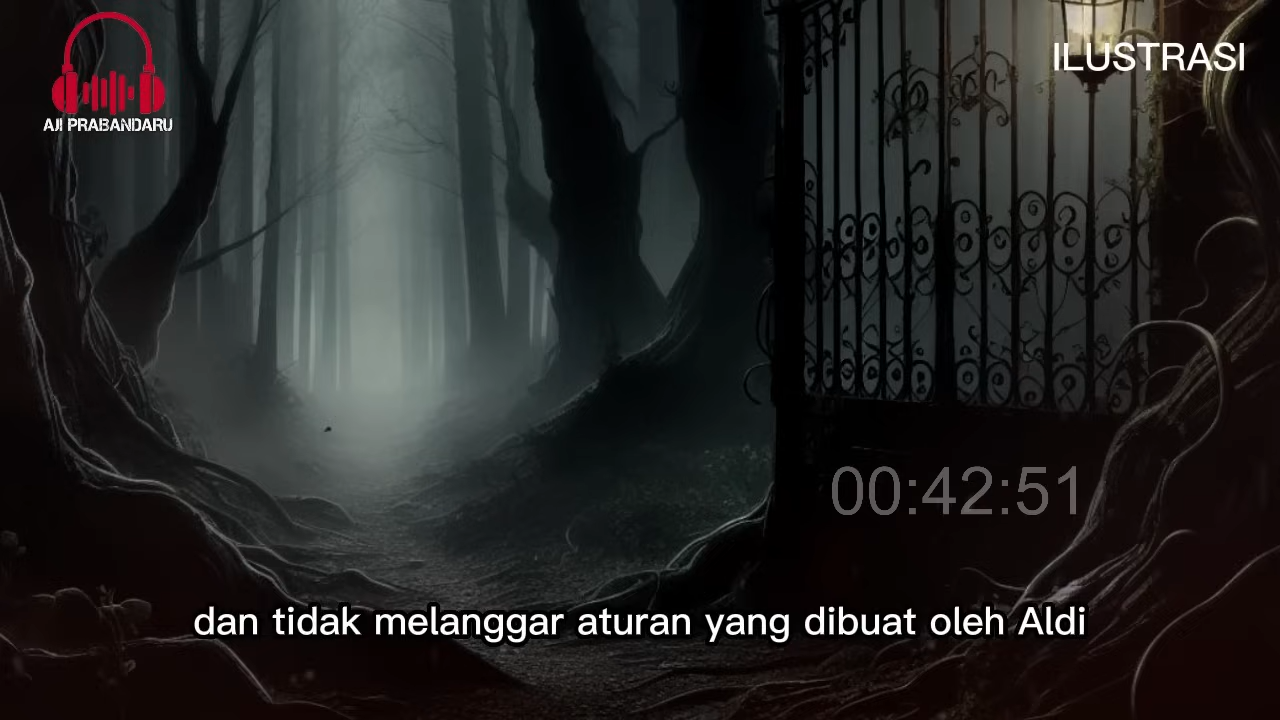 ILUSTRASI
AJI PRABANDARU
00:42:51
dan tidak melanggar aturan yang dibuat oleh Aldi